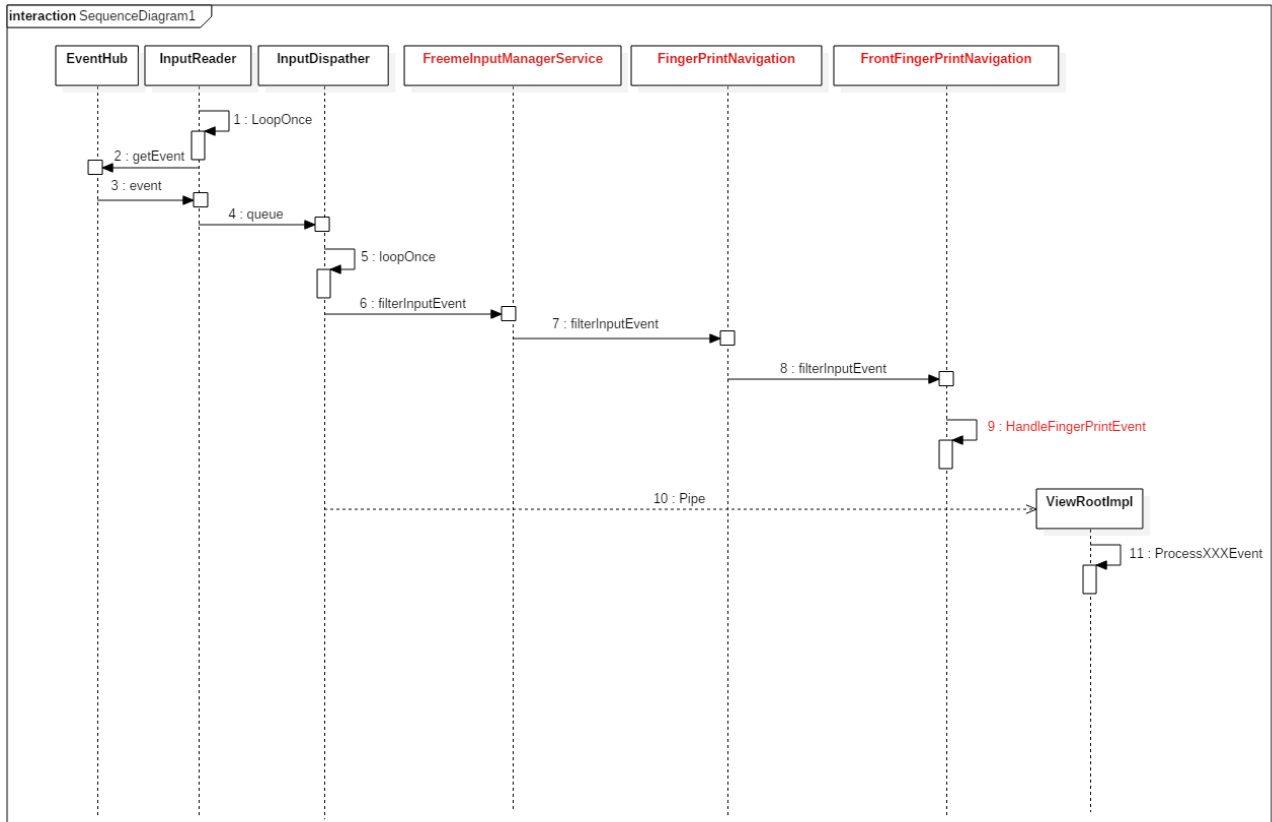 interaction SequenceDiagram1
EventHub
InputReader
InputDispather
FreemeInputManagerService
FingerPrintNavigation
FrontFingerPrintNavigation
1 : LoopOnce
2 : getEvent
3 : event
4 : queue
5 : loopOnce
6 : filterInputEvent
7 : filterInputEvent
8 : filterInputEvent
9 : HandleFingerPrintEvent
10 : Pipe
ViewRootImpl
11 : ProcessXXXEvent